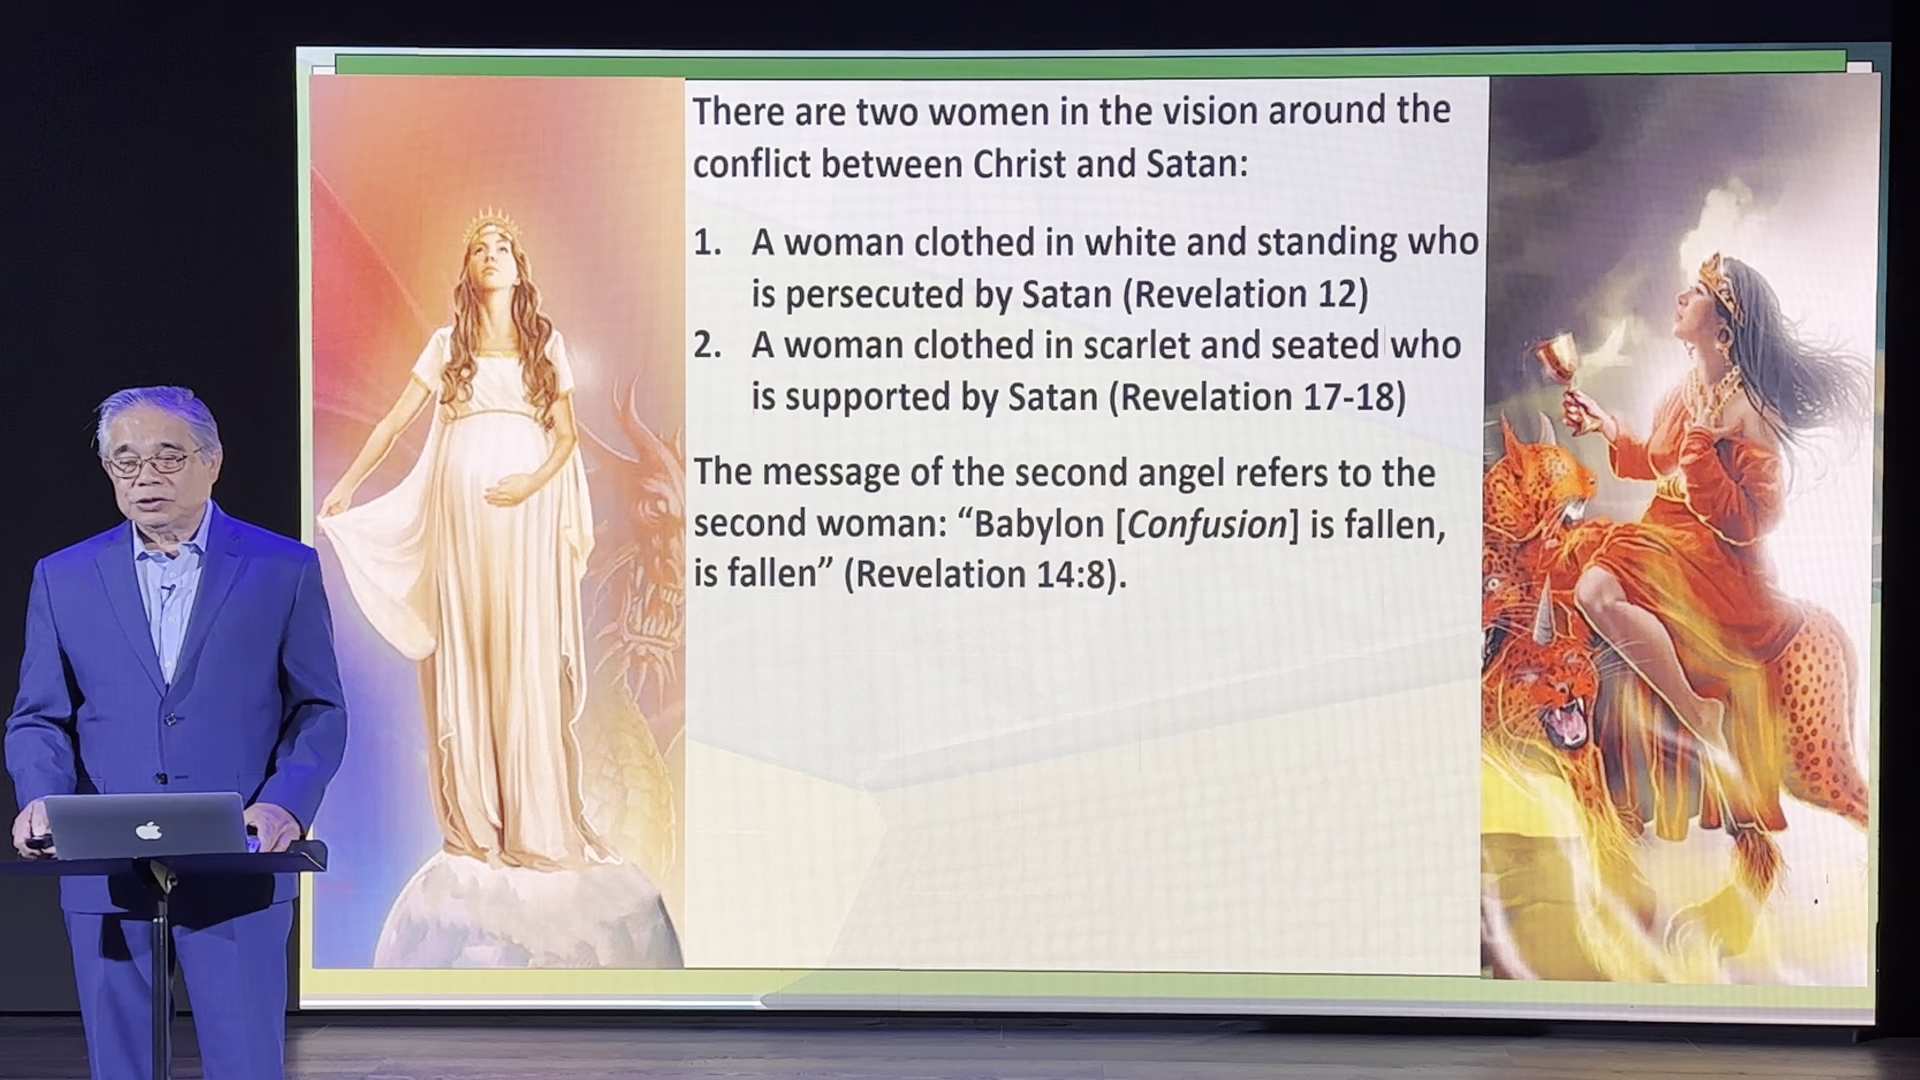 There are two women in the vision around the
conflict between Christ and Satan:
1. A woman clothed in white and standing who
is persecuted by Satan (Revelation 12)
2. A woman clothed in scarlet and seated who
is supported by Satan (Revelation 17-18)
The message of the second angel refers to the
second woman: “Babylon [Confusion] is fallen,
is fallen” (Revelation 14:8).